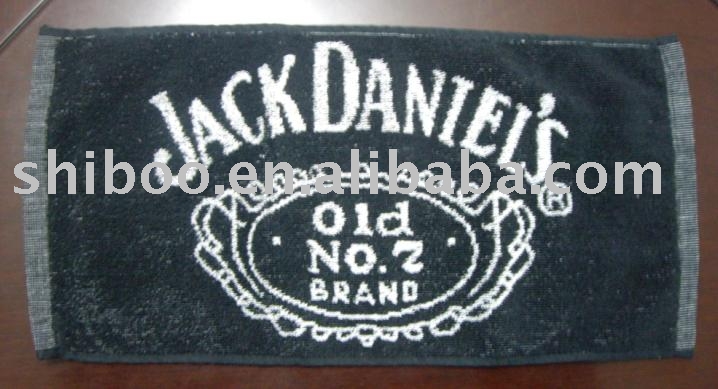 JACK DANIEL'S
shiboo.en.alibaba.com
®
Old
NO.7
BRAND